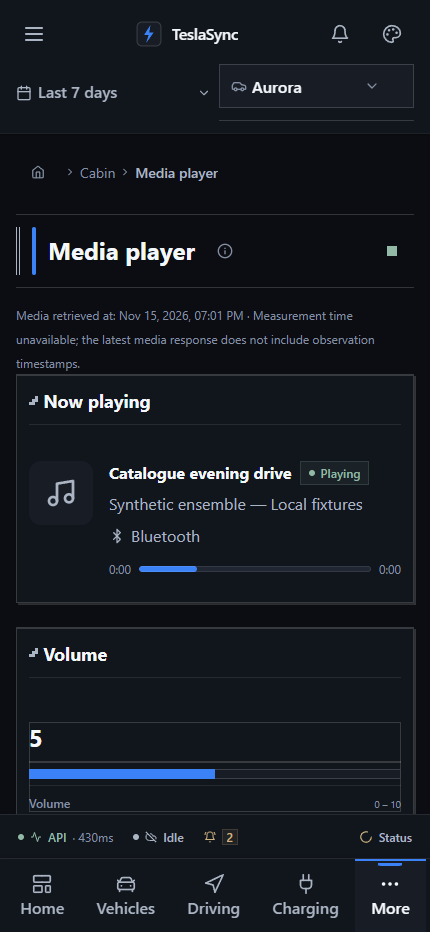 TeslaSync
Last 7 days
Aurora
Cabin
Media player
Media player
Media retrieved at: Nov 15, 2026, 07:01 PM · Measurement time
unavailable; the latest media response does not include observation
timestamps.
Now playing
Catalogue evening drive
Playing
Synthetic ensemble — Local fixtures
Bluetooth
0:00
0:00
Volume
5
Volume
0 – 10
API · 430ms
Idle
2
Status
Home
Vehicles
Driving
Charging
More